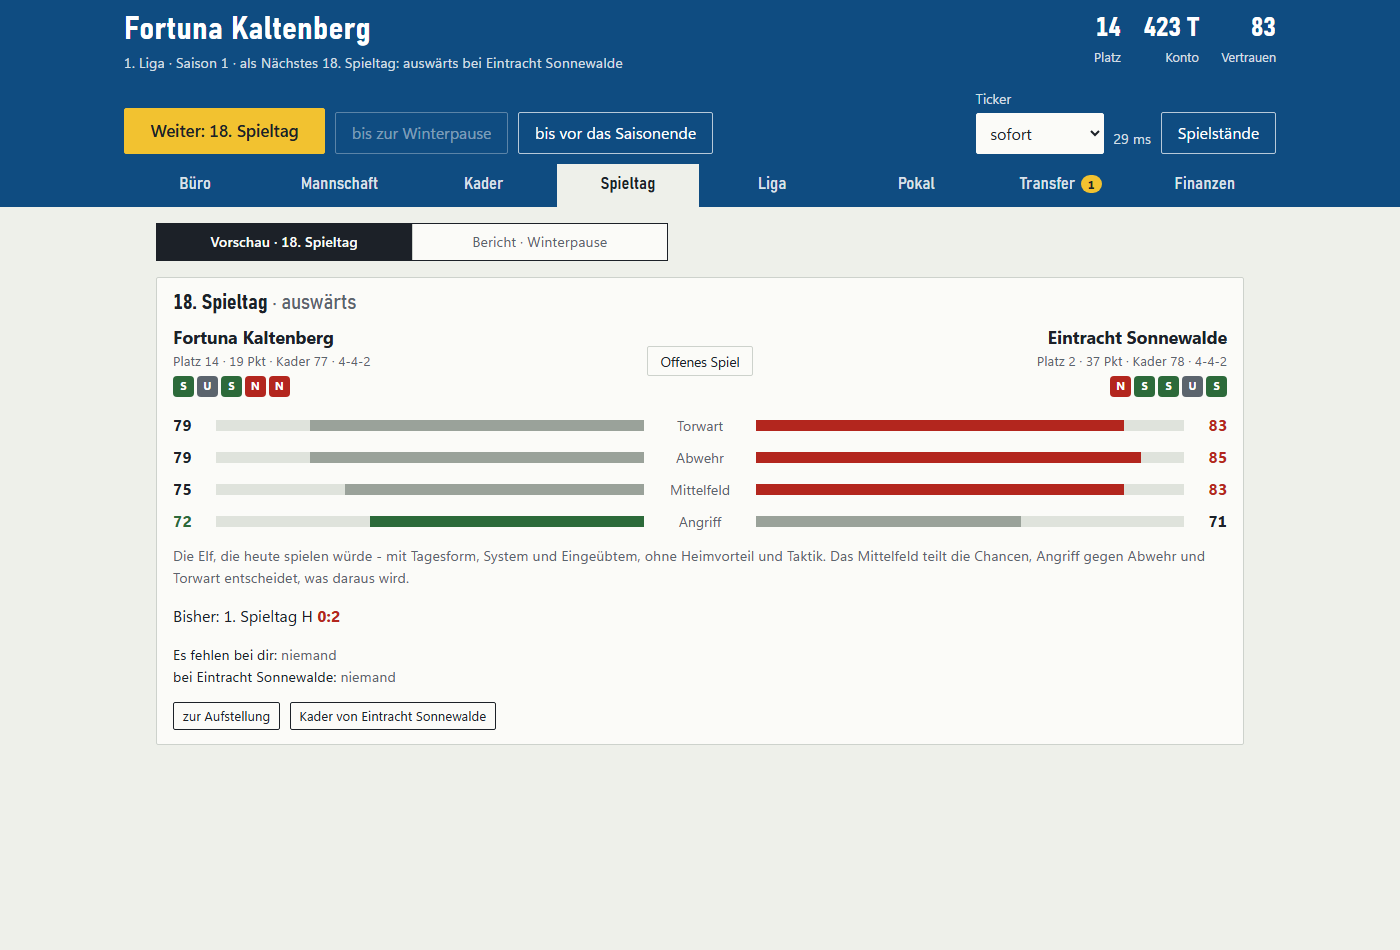 Fortuna Kaltenberg
1. Liga · Saison 1 · als Nächstes 18. Spieltag: auswärts bei Eintracht Sonnewalde
14 423 T 83
Platz Konto Vertrauen
Ticker
Weiter: 18. Spieltag bis zur Winterpause bis vor das Saisonende sofort 29 ms Spielstände
Büro Mannschaft Kader Spieltag Liga Pokal Transfer 1 Finanzen
Vorschau · 18. Spieltag Bericht · Winterpause
18. Spieltag · auswärts
Fortuna Kaltenberg Eintracht Sonnewalde
Platz 14 · 19 Pkt · Kader 77 · 4-4-2 Offenes Spiel Platz 2 · 37 Pkt · Kader 78 · 4-4-2
S U S N N N S S U S
79 Torwart 83
79 Abwehr 85
75 Mittelfeld 83
72 Angriff 71
Die Elf, die heute spielen würde - mit Tagesform, System und Eingeübtem, ohne Heimvorteil und Taktik. Das Mittelfeld teilt die Chancen, Angriff gegen Abwehr und
Torwart entscheidet, was daraus wird.
Bisher: 1. Spieltag H 0:2
Es fehlen bei dir: niemand
bei Eintracht Sonnewalde: niemand
zur Aufstellung Kader von Eintracht Sonnewalde